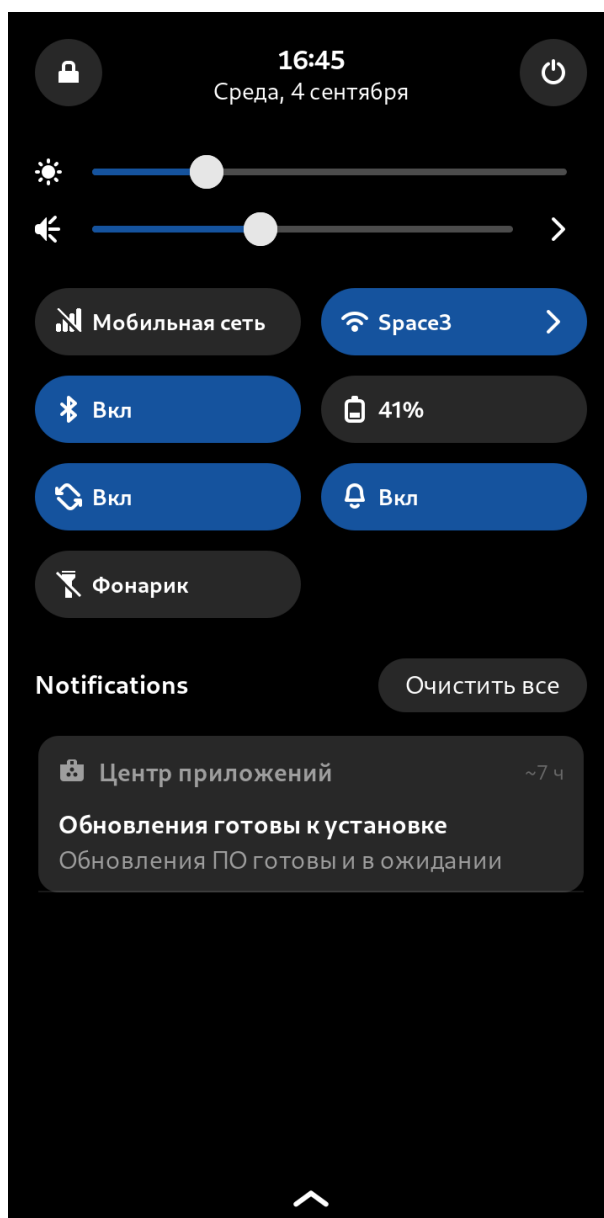 16:45
Среда, 4 сентября
Мобильная сеть
Space3
Вкл
41%
Вкл
Вкл
Фонарик
Notifications
Очистить все
Центр приложений
~7 ч
Обновления готовы к установке
Обновления ПО готовы и в ожидании